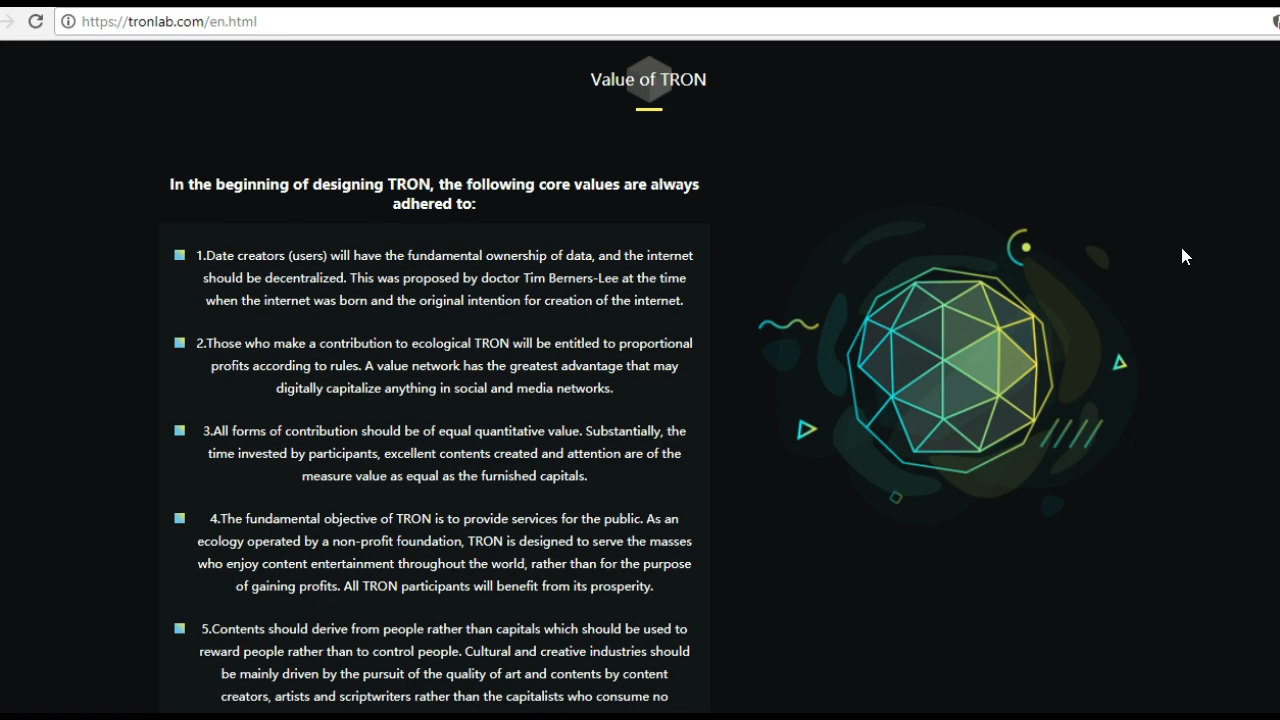 https://tronlab.com/en.html
Value of TRON
In the beginning of designing TRON, the following core values are always
adhered to:
1.Date creators (users) will have the fundamental ownership of data, and the internet
should be decentralized. This was proposed by doctor Tim Berners-Lee at the time
when the internet was born and the original intention for creation of the internet.
2.Those who make a contribution to ecological TRON will be entitled to proportional
profits according to rules. A value network has the greatest advantage that may
digitally capitalize anything in social and media networks.
3.All forms of contribution should be of equal quantitative value. Substantially, the
time invested by participants, excellent contents created and attention are of the
measure value as equal as the furnished capitals.
4.The fundamental objective of TRON is to provide services for the public. As an
ecology operated by a non-profit foundation, TRON is designed to serve the masses
who enjoy content entertainment throughout the world, rather than for the purpose
of gaining profits. All TRON participants will benefit from its prosperity.
5.Contents should derive from people rather than capitals which should be used to
reward people rather than to control people. Cultural and creative industries should
be mainly driven by the pursuit of the quality of art and contents by content
creators, artists and scriptwriters rather than the capitalists who consume no